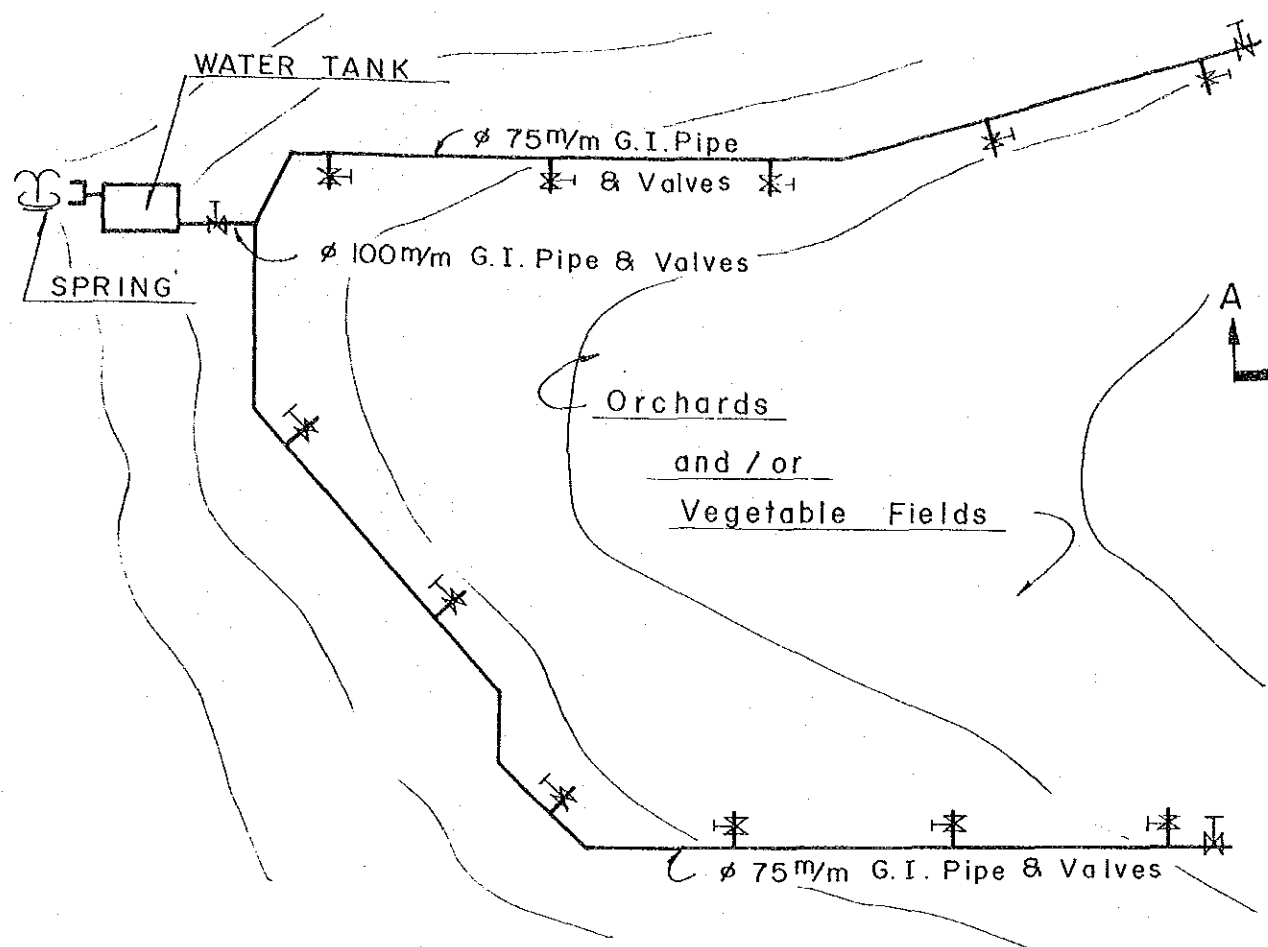 WATER TANK
φ 75m/m G.I.Pipe
& Valves
φ 100m/m G.I.Pipe & Valves
SPRING
A
Orchards
and / or
Vegetable Fields
φ 75m/m G.I.Pipe & Valves